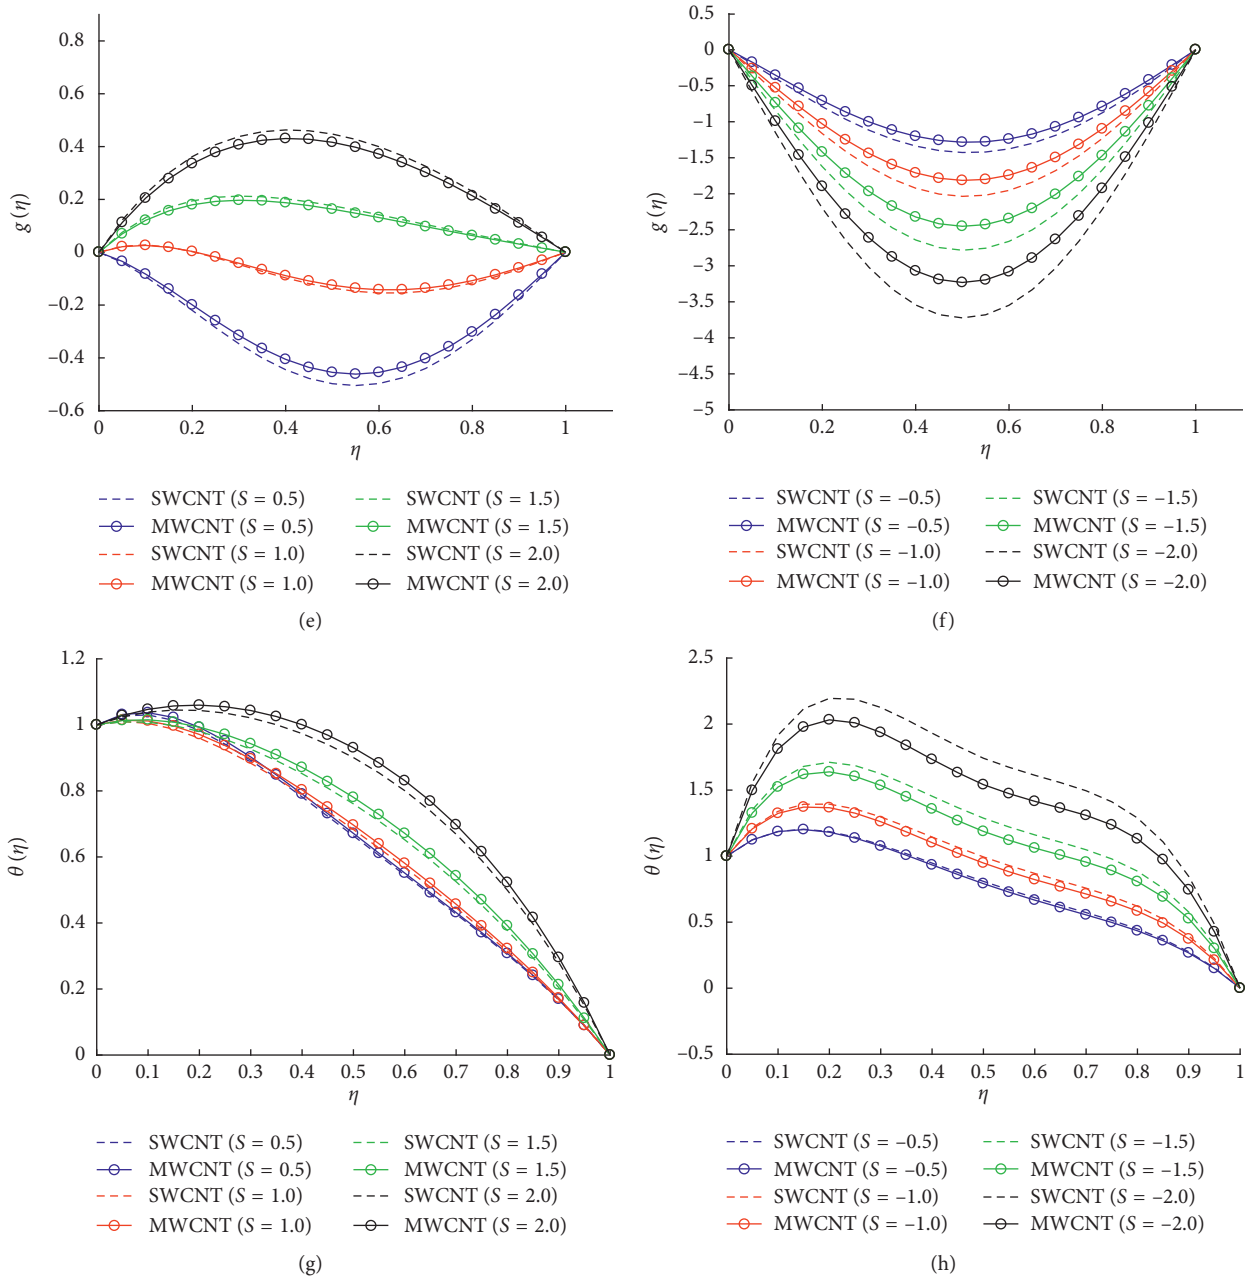 0.8
0.6
0.4
0.2
0
–0.2
–0.4
–0.6
g (η)
0 0.2 0.4 0.6 0.8 1
η
SWCNT (S = 0.5)
MWCNT (S = 0.5)
SWCNT (S = 1.0)
MWCNT (S = 1.0)
SWCNT (S = 1.5)
MWCNT (S = 1.5)
SWCNT (S = 2.0)
MWCNT (S = 2.0)
(e)
0.5
0
–0.5
–1
–1.5
–2
–2.5
–3
–3.5
–4
–4.5
–5
g (η)
0 0.2 0.4 0.6 0.8 1
η
SWCNT (S = –0.5)
MWCNT (S = –0.5)
SWCNT (S = –1.0)
MWCNT (S = –1.0)
SWCNT (S = –1.5)
MWCNT (S = –1.5)
SWCNT (S = –2.0)
MWCNT (S = –2.0)
(f)
1.2
1
0.8
0.6
0.4
0.2
0
θ (η)
0 0.1 0.2 0.3 0.4 0.5 0.6 0.7 0.8 0.9 1
η
SWCNT (S = 0.5)
MWCNT (S = 0.5)
SWCNT (S = 1.0)
MWCNT (S = 1.0)
SWCNT (S = 1.5)
MWCNT (S = 1.5)
SWCNT (S = 2.0)
MWCNT (S = 2.0)
(g)
2.5
2
1.5
1
0.5
0
–0.5
θ (η)
0 0.1 0.2 0.3 0.4 0.5 0.6 0.7 0.8 0.9 1
η
SWCNT (S = –0.5)
MWCNT (S = –0.5)
SWCNT (S = –1.0)
MWCNT (S = –1.0)
SWCNT (S = –1.5)
MWCNT (S = –1.5)
SWCNT (S = –2.0)
MWCNT (S = –2.0)
(h)